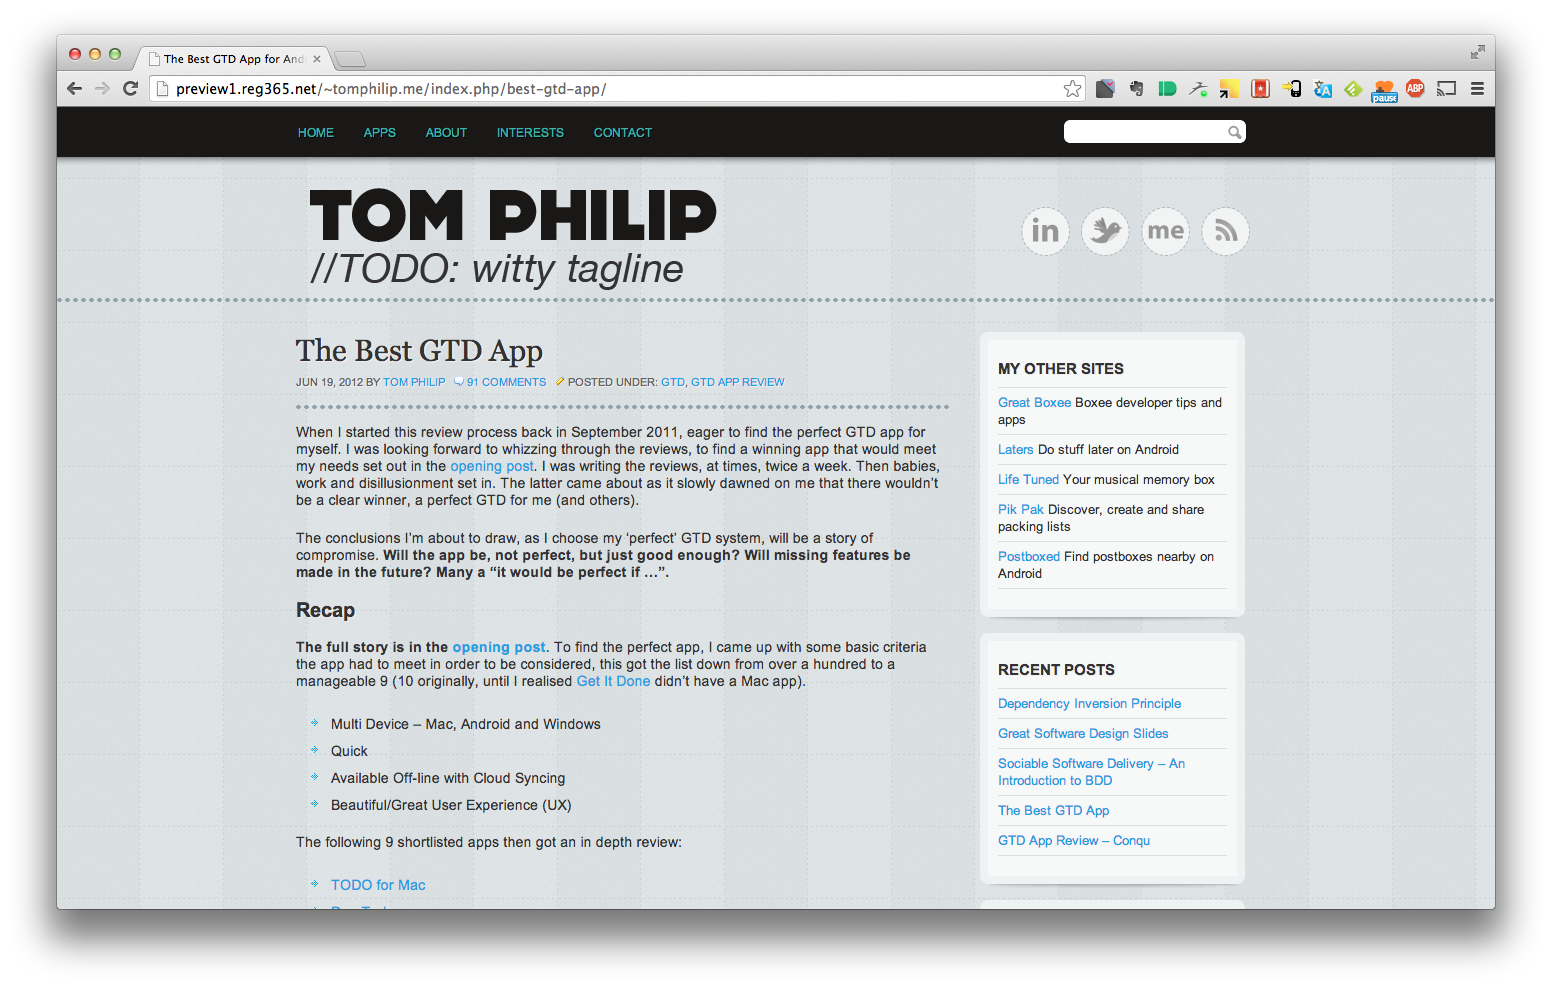 The Best GTD App for And
preview1.reg365.net/~tomphilip.me/index.php/best-gtd-app/
pause
ABP
HOME APPS ABOUT INTERESTS CONTACT
TOM PHILIP
//TODO: witty tagline
in me
The Best GTD App
JUN 19, 2012 BY TOM PHILIP 91 COMMENTS POSTED UNDER: GTD, GTD APP REVIEW
When I started this review process back in September 2011, eager to find the perfect GTD app for
myself. I was looking forward to whizzing through the reviews, to find a winning app that would meet
my needs set out in the opening post. I was writing the reviews, at times, twice a week. Then babies,
work and disillusionment set in. The latter came about as it slowly dawned on me that there wouldn't
be a clear winner, a perfect GTD for me (and others).
The conclusions I'm about to draw, as I choose my 'perfect' GTD system, will be a story of
compromise. Will the app be, not perfect, but just good enough? Will missing features be
made in the future? Many a “it would be perfect if …”.
Recap
The full story is in the opening post. To find the perfect app, I came up with some basic criteria
the app had to meet in order to be considered, this got the list down from over a hundred to a
manageable 9 (10 originally, until I realised Get It Done didn't have a Mac app).
Multi Device – Mac, Android and Windows
Quick
Available Off-line with Cloud Syncing
Beautiful/Great User Experience (UX)
The following 9 shortlisted apps then got an in depth review:
TODO for Mac
MY OTHER SITES
Great Boxee Boxee developer tips and
apps
Laters Do stuff later on Android
Life Tuned Your musical memory box
Pik Pak Discover, create and share
packing lists
Postboxed Find postboxes nearby on
Android
RECENT POSTS
Dependency Inversion Principle
Great Software Design Slides
Sociable Software Delivery – An
Introduction to BDD
The Best GTD App
GTD App Review – Conqu